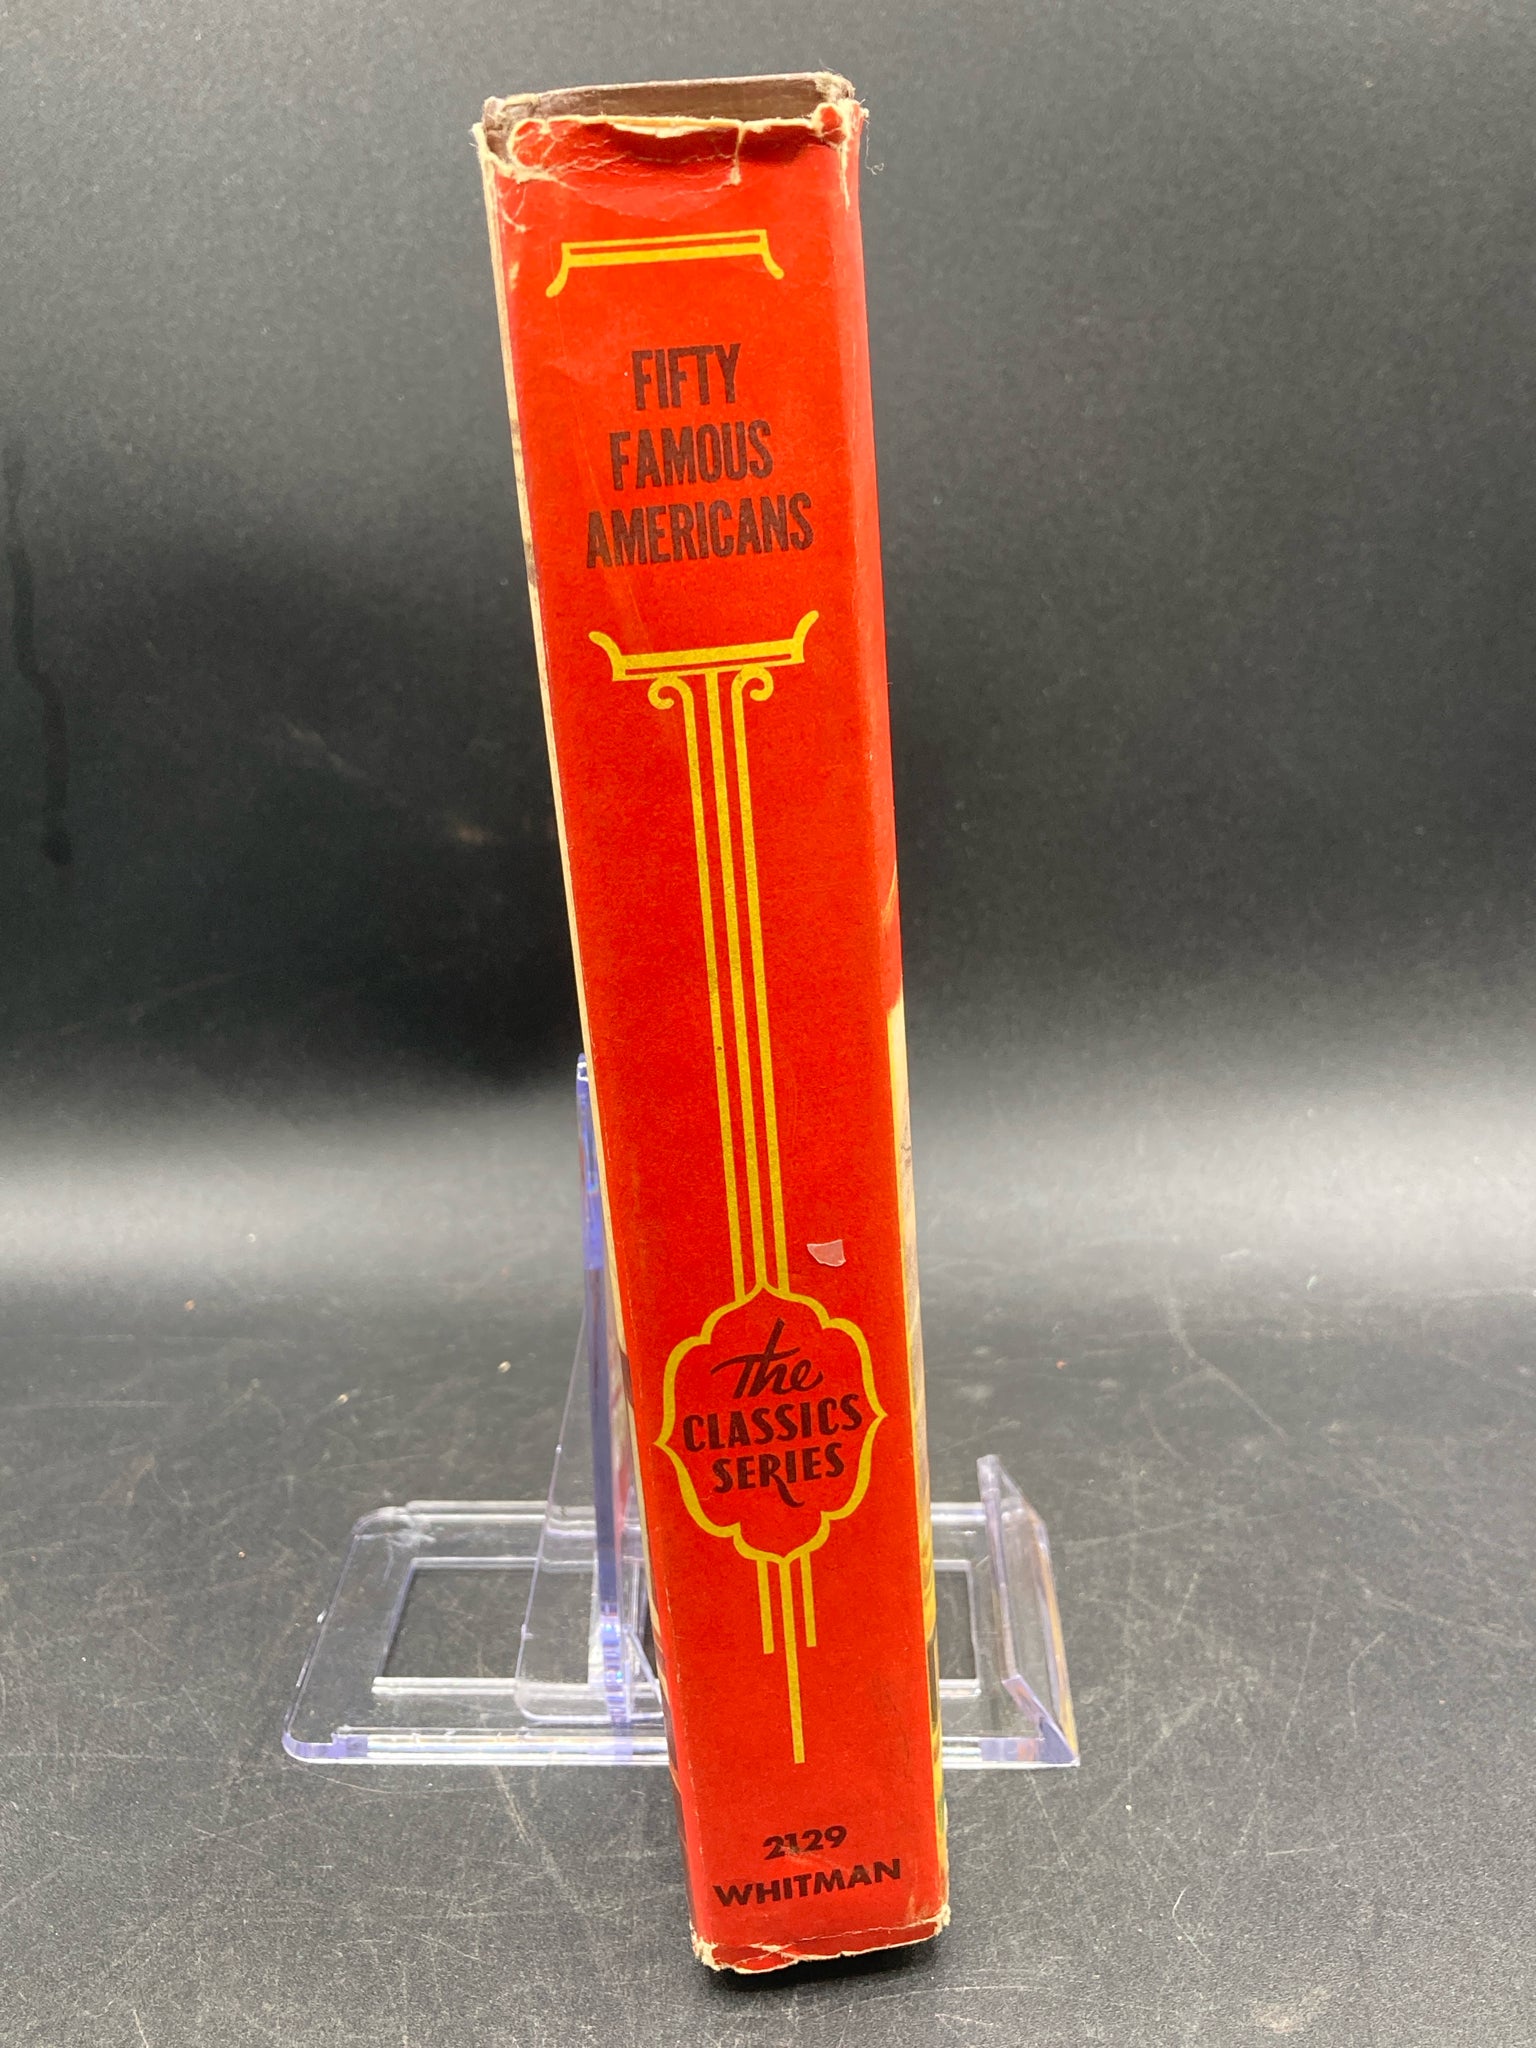 FIFTY
FAMOUS
AMERICANS
The
CLASSICS
SERIES
2129
WHITMAN